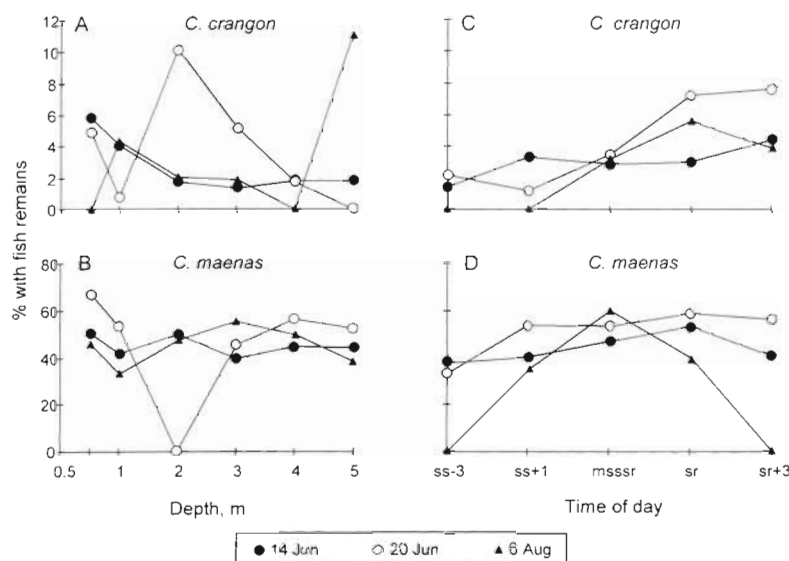 A
C. crangon
C
C crangon
12
10
8
6
4
2
0
% with fish remains
B
C. maenas
D
C. maenas
80
60
40
20
0
0.5 1 2 3 4 5
ss-3 ss+1 msssr sr sr+3
Depth, m
Time of day
14 Jun 20 Jun 6 Aug